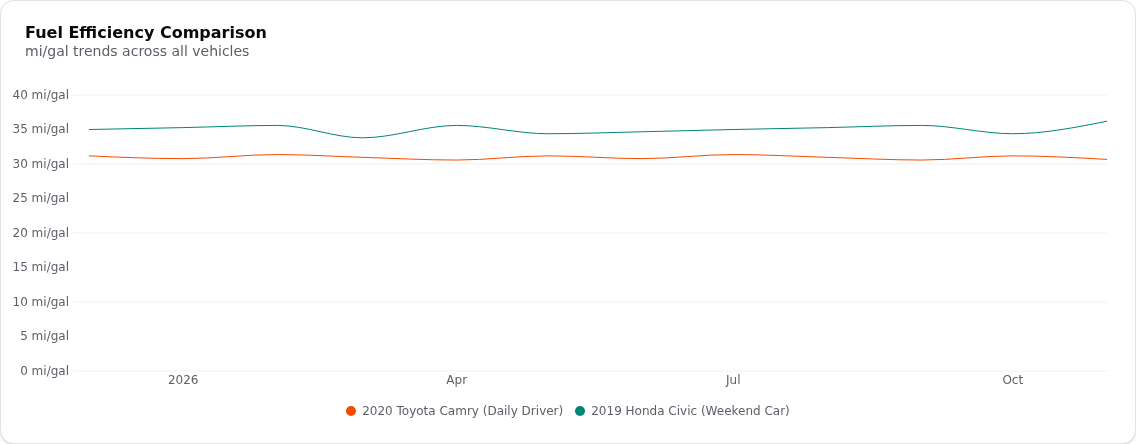 Fuel Efficiency Comparison
mi/gal trends across all vehicles
40 mi/gal
35 mi/gal
30 mi/gal
25 mi/gal
20 mi/gal
15 mi/gal
10 mi/gal
5 mi/gal
0 mi/gal
2026 Apr Jul Oct
2020 Toyota Camry (Daily Driver) 2019 Honda Civic (Weekend Car)